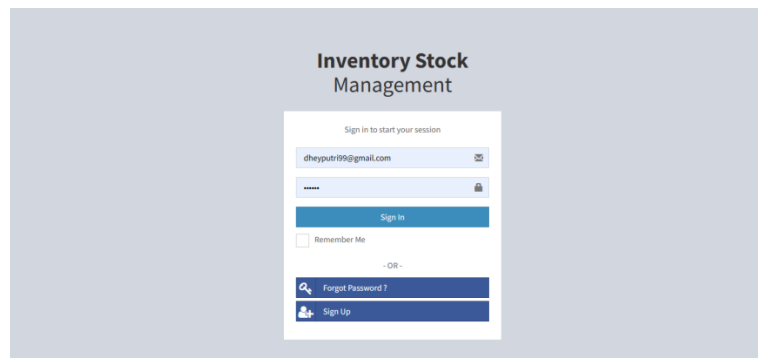 Inventory Stock
Management
Sign in to start your session
dheyputri99@gmail.com
••••••
Sign In
Remember Me
- OR -
Forgot Password ?
Sign Up